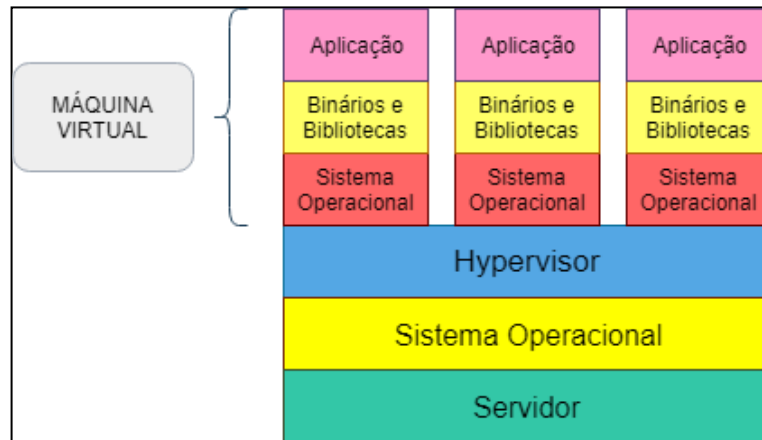 MÁQUINA
VIRTUAL
Aplicação
Aplicação
Aplicação
Binários e
Bibliotecas
Binários e
Bibliotecas
Binários e
Bibliotecas
Sistema
Operacional
Sistema
Operacional
Sistema
Operacional
Hypervisor
Sistema Operacional
Servidor